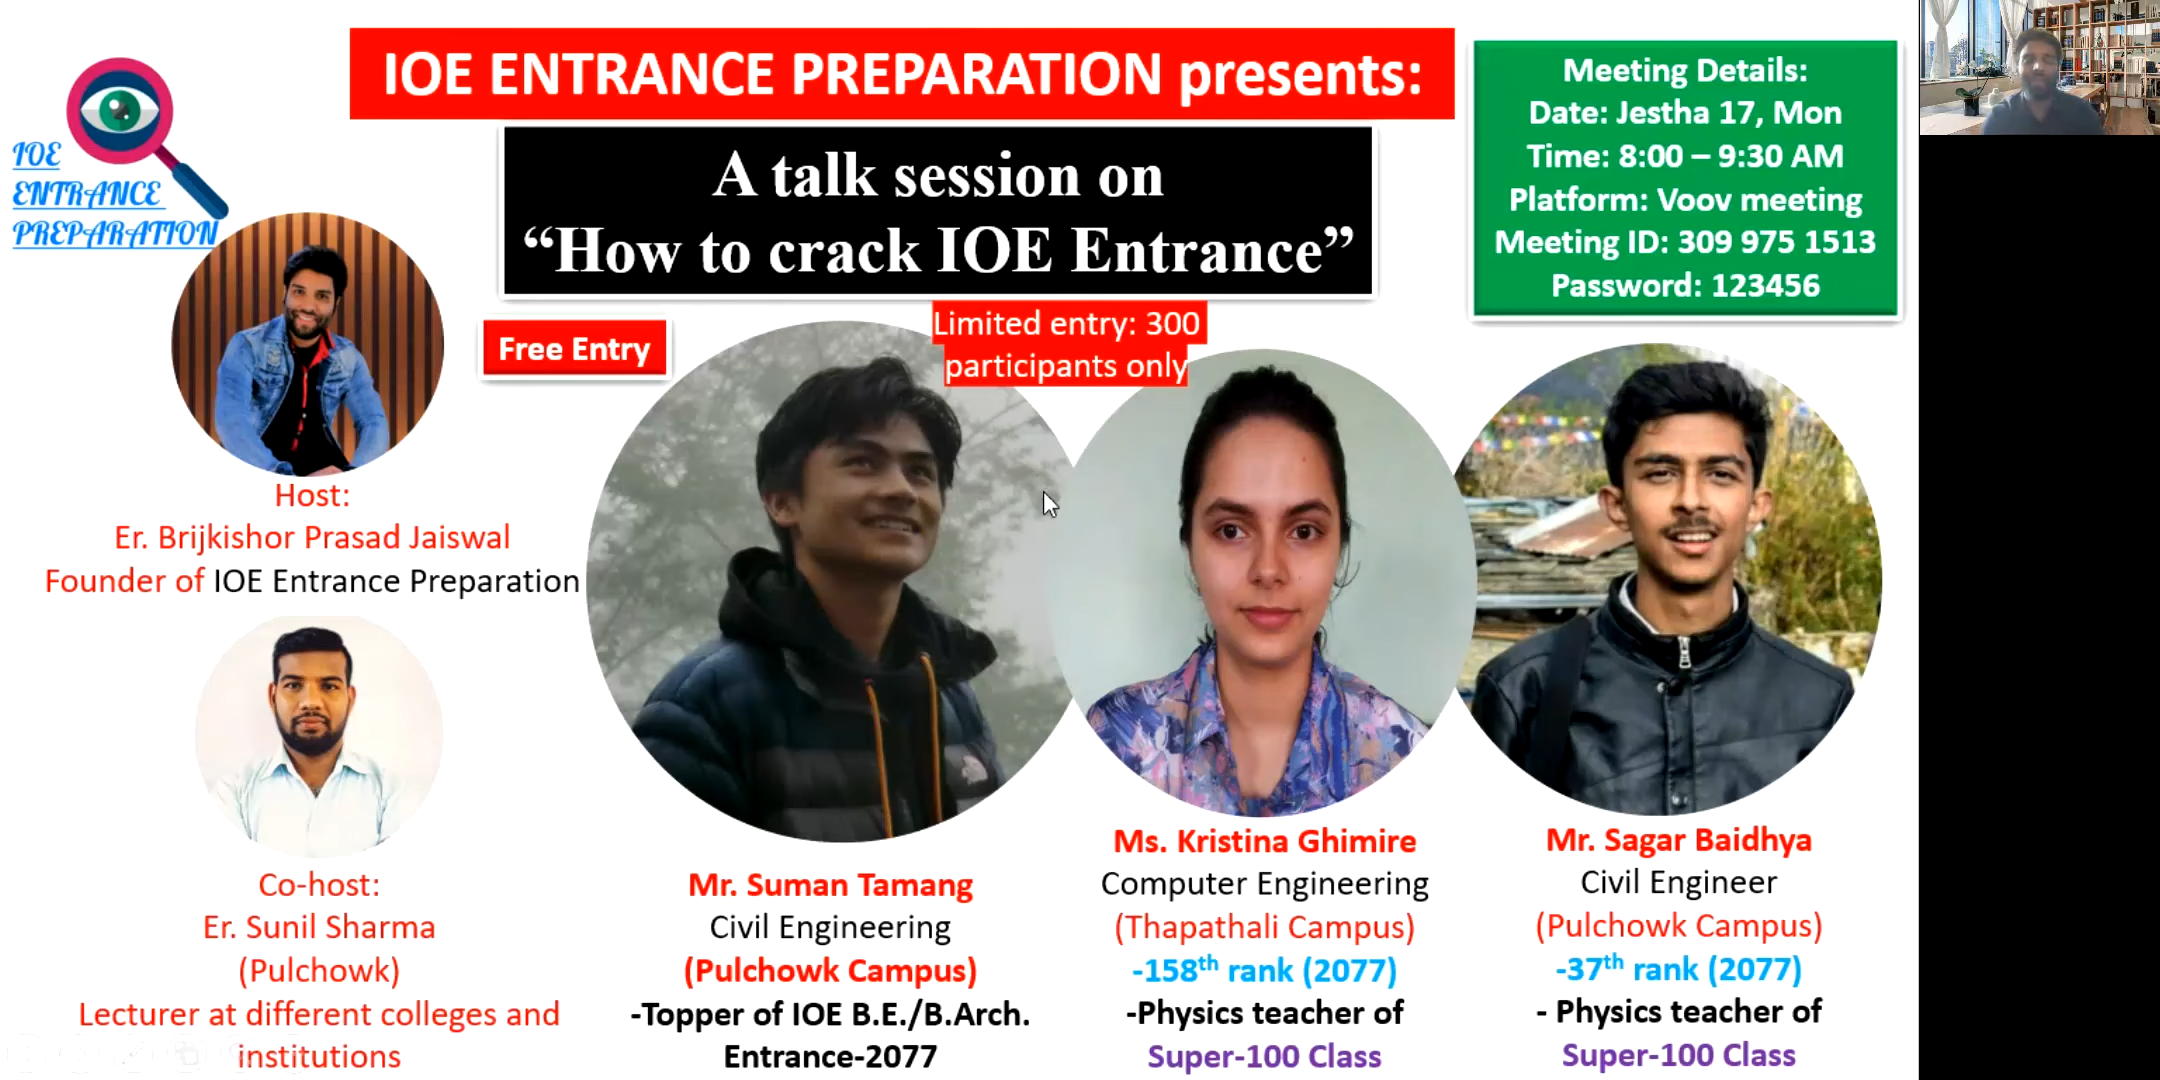 IOE ENTRANCE PREPARATION presents:
A talk session on
“How to crack IOE Entrance”
Meeting Details:
Date: Jestha 17, Mon
Time: 8:00 – 9:30 AM
Platform: Voov meeting
Meeting ID: 309 975 1513
Password: 123456
IOE
ENTRANCE
PREPARATION
Free Entry
Limited entry: 300
participants only
Host:
Er. Brijkishor Prasad Jaiswal
Founder of IOE Entrance Preparation
Co-host:
Er. Sunil Sharma
(Pulchowk)
Lecturer at different colleges and
institutions
Mr. Suman Tamang
Civil Engineering
(Pulchowk Campus)
-Topper of IOE B.E./B.Arch.
Entrance-2077
Ms. Kristina Ghimire
Computer Engineering
(Thapathali Campus)
-158th rank (2077)
-Physics teacher of
Super-100 Class
Mr. Sagar Baidhya
Civil Engineer
(Pulchowk Campus)
-37th rank (2077)
- Physics teacher of
Super-100 Class